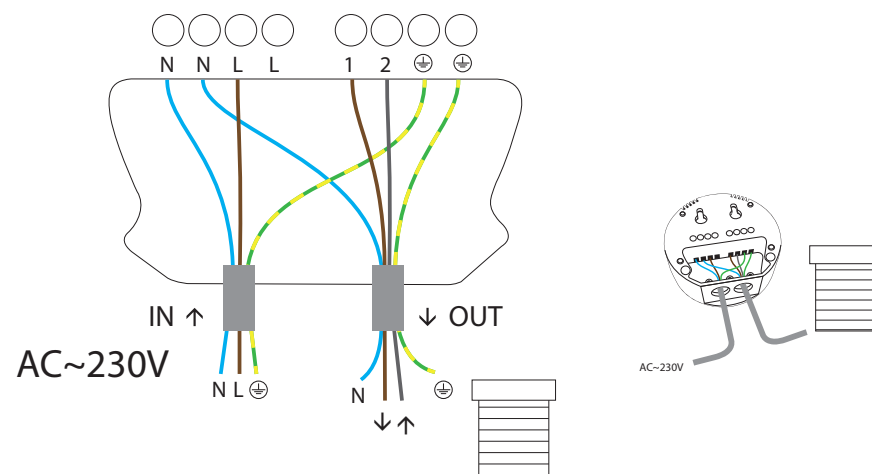 N N L L 1 2
IN ↑ ↓ OUT
AC~230V
N L
N
↓ ↑
AC~230V